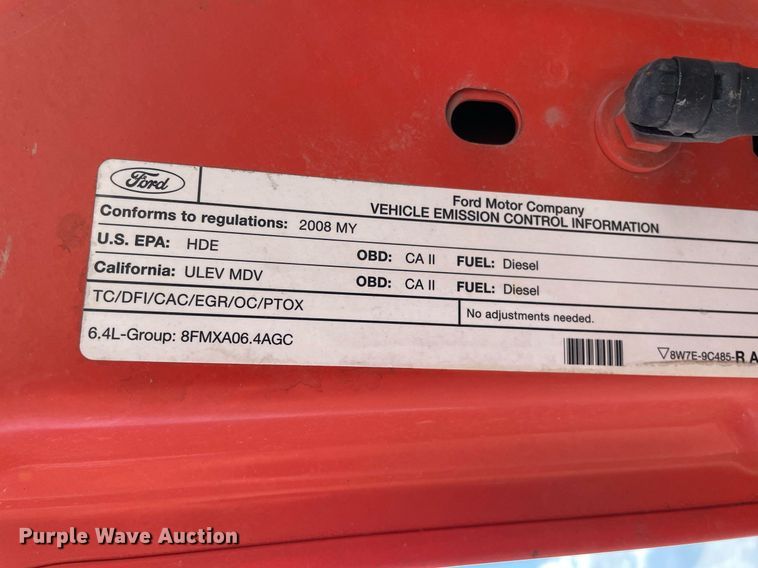 Ford
Ford Motor Company
VEHICLE EMISSION CONTROL INFORMATION
Conforms to regulations: 2008 MY
U.S. EPA: HDE OBD: CA II FUEL: Diesel
California: ULEV MDV OBD: CA II FUEL: Diesel
TC/DFI/CAC/EGR/OC/PTOX No adjustments needed.
6.4L-Group: 8FMXA06.4AGC
▽8W7E-9C485-R A
Purple Wave Auction